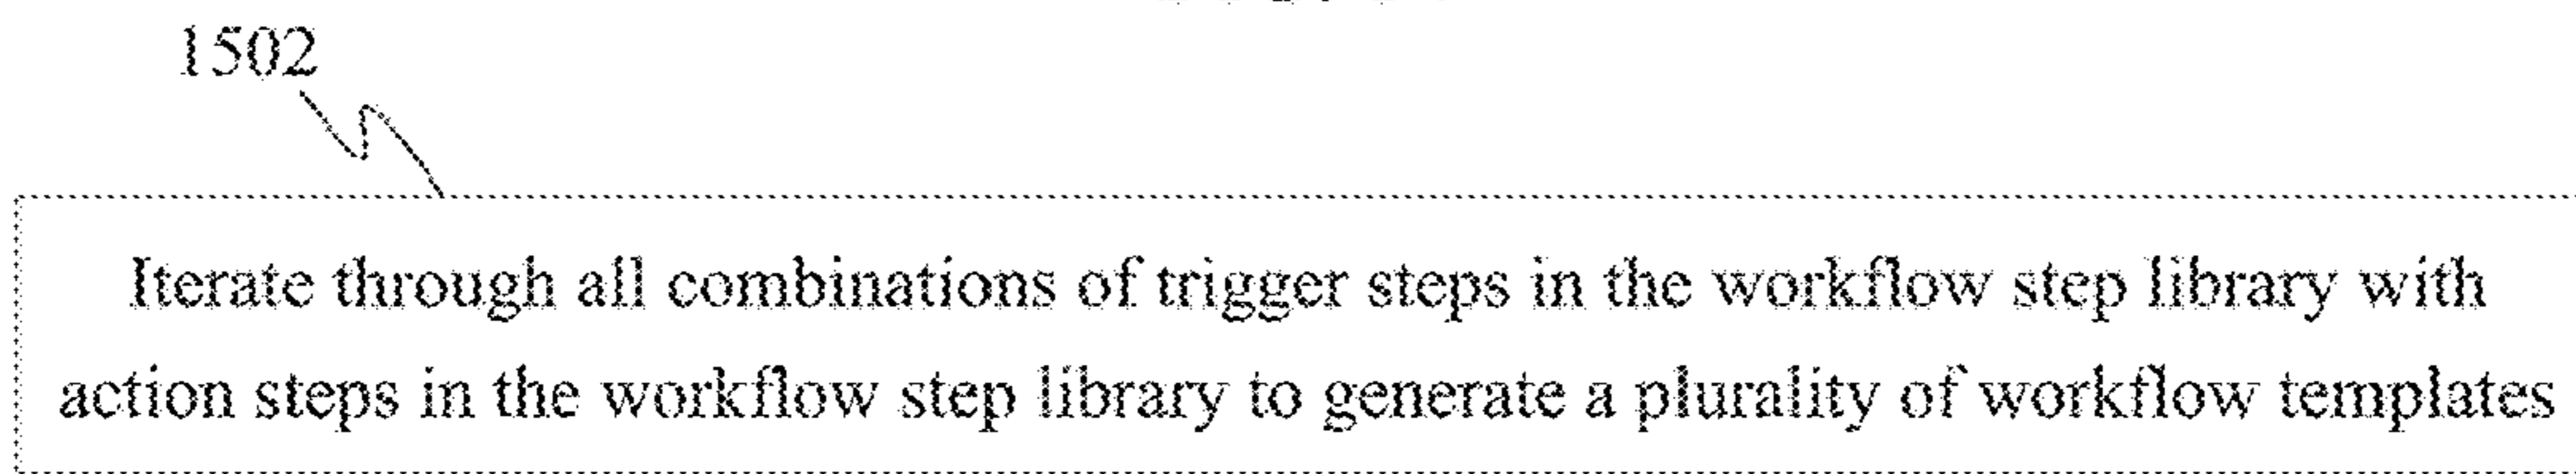 1502
Iterate through all combinations of trigger steps in the workflow step library with
action steps in the workflow step library to generate a plurality of workflow templates